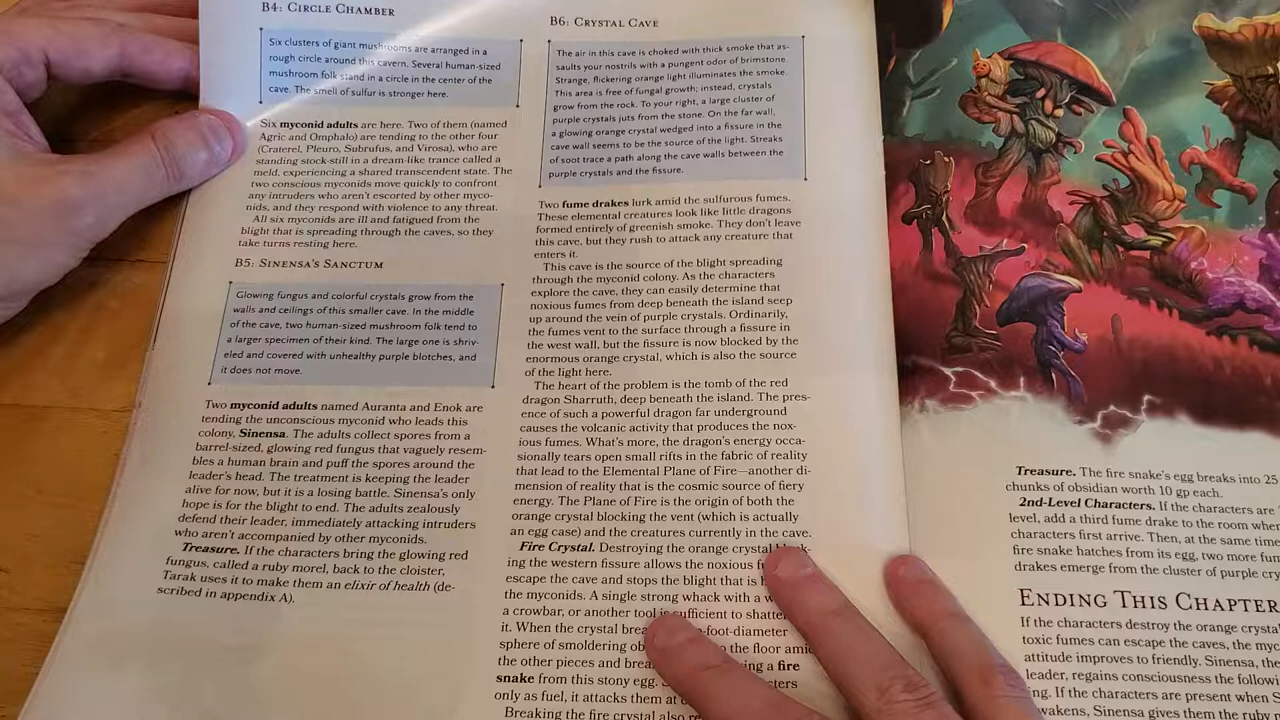 B4: Circle Chamber
Six clusters of giant mushrooms are arranged in a
rough circle around this cavern. Several human-sized
mushroom folk stand in a circle in the center of the
cave. The smell of sulfur is stronger here.
Six myconid adults are here. Two of them (named
Agric and Omphalo) are tending to the other four
(Craterel, Pleuro, Subrufus, and Virosa), who are
standing stock-still in a dream-like trance called a
meld, experiencing a shared transcendent state. The
two conscious myconids move quickly to confront
any intruders who aren't escorted by other myco-
nids, and they respond with violence to any threat.
All six myconids are ill and fatigued from the
blight that is spreading through the caves, so they
take turns resting here.
B5: Sinensa's Sanctum
Glowing fungus and colorful crystals grow from the
walls and ceilings of this smaller cave. In the middle
of the cave, two human-sized mushroom folk tend to
a larger specimen of their kind. The large one is shriv-
eled and covered with unhealthy purple blotches, and
it does not move.
Two myconid adults named Auranta and Enok are
tending the unconscious myconid who leads this
colony, Sinensa. The adults collect spores from a
barrel-sized, glowing red fungus that vaguely resem-
bles a human brain and puff the spores around the
leader's head. The treatment is keeping the leader
alive for now, but it is a losing battle. Sinensa's only
hope is for the blight to end. The adults zealously
defend their leader, immediately attacking intruders
who aren't accompanied by other myconids.
Treasure. If the characters bring the glowing red
fungus, called a ruby morel, back to the cloister,
Tarak uses it to make them an elixir of health (de-
scribed in appendix A).
B6: Crystal Cave
The air in this cave is choked with thick smoke that as-
saults your nostrils with a pungent odor of brimstone.
Strange, flickering orange light illuminates the smoke.
This area is free of fungal growth; instead, crystals
grow from the rock. To your right, a large cluster of
purple crystals juts from the stone. On the far wall,
a glowing orange crystal wedged into a fissure in the
cave wall seems to be the source of the light. Streaks
of soot trace a path along the cave walls between the
purple crystals and the fissure.
Two fume drakes lurk amid the sulfurous fumes.
These elemental creatures look like little dragons
formed entirely of greenish smoke. They don't leave
this cave, but they rush to attack any creature that
enters it.
This cave is the source of the blight spreading
through the myconid colony. As the characters
explore the cave, they can easily determine that
noxious fumes from deep beneath the island seep
up around the vein of purple crystals. Ordinarily,
the fumes vent to the surface through a fissure in
the west wall, but the fissure is now blocked by the
enormous orange crystal, which is also the source
of the light here.
The heart of the problem is the tomb of the red
dragon Sharruth, deep beneath the island. The pres-
ence of such a powerful dragon far underground
causes the volcanic activity that produces the nox-
ious fumes. What's more, the dragon's energy occa-
sionally tears open small rifts in the fabric of reality
that lead to the Elemental Plane of Fire—another di-
mension of reality that is the cosmic source of fiery
energy. The Plane of Fire is the origin of both the
orange crystal blocking the vent (which is actually
an egg case) and the creatures currently in the cave.
Fire Crystal. Destroying the orange crystal
ing the western fissure allows the noxious
escape the cave and stops the blight that is
the myconids. A single strong whack with a
a crowbar, or another tool is sufficient to
it. When the crystal -foot-diameter
sphere of smoldering the floor
the other pieces and a fire
snake from this stony egg.
only as fuel, it attacks them at
Breaking the fire crystal also
Treasure. The fire snake's egg breaks into 25
chunks of obsidian worth 10 gp each.
2nd-Level Characters. If the characters are
level, add a third fume drake to the room when
characters first arrive. Then, at the same time
fire snake hatches from its egg, two more
drakes emerge from the cluster of purple
Ending This Chapter
If the characters destroy the orange
toxic fumes can escape the caves, the
attitude improves to friendly. Sinensa, the
leader, regains consciousness the
ing. If the characters are present when
Sinensa gives them the ruby